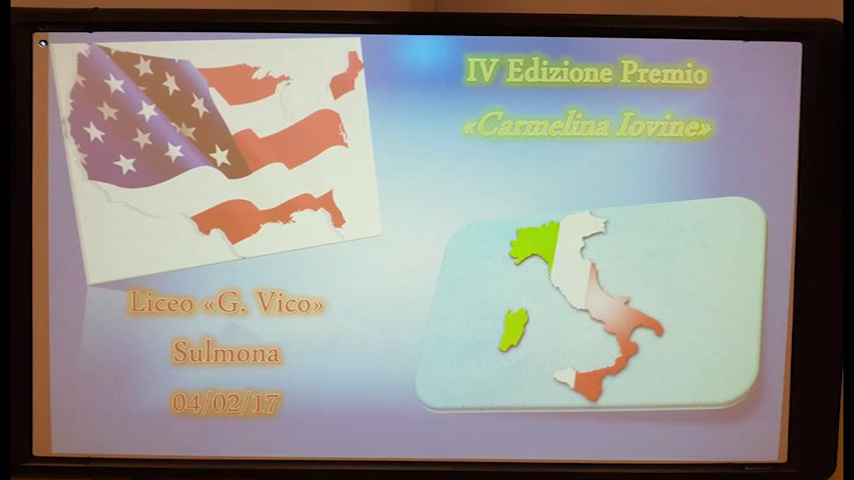 IV Edizione Premio
«Carmelina Iovine»
Liceo «G. Vico»
Sulmona
04/02/17